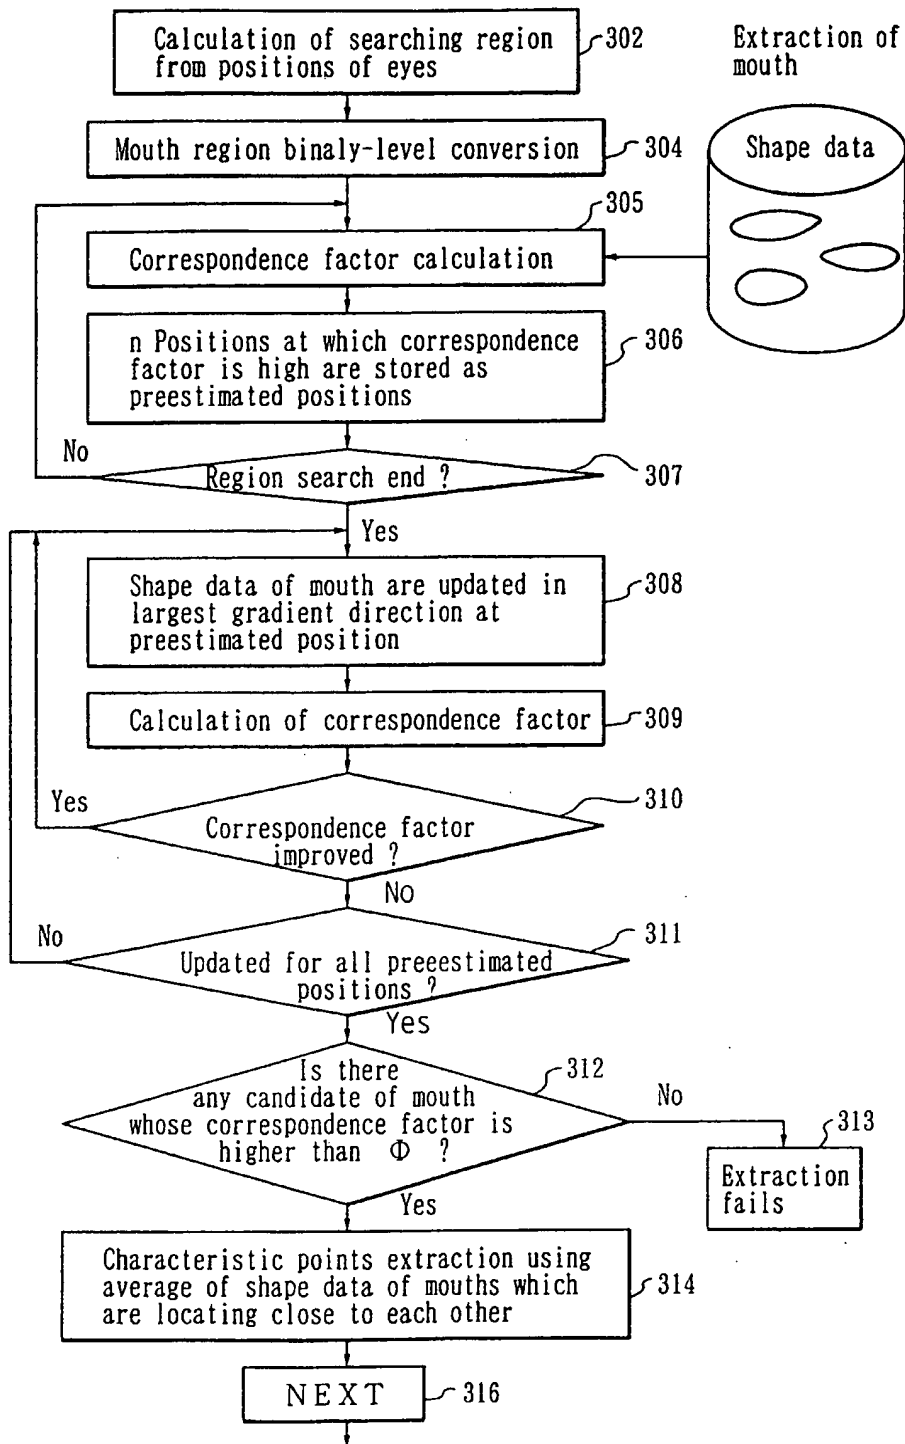 Calculation of searching region
from positions of eyes
302
Extraction of
mouth
Mouth region binaly-level conversion
304
Shape data
305
Correspondence factor calculation
n Positions at which correspondence
factor is high are stored as
preestimated positions
306
No
Region search end ?
307
Yes
Shape data of mouth are updated in
largest gradient direction at
preestimated position
308
Calculation of correspondence factor
309
Yes
Correspondence factor
improved ?
310
No
No
Updated for all preeestimated
positions ?
311
Yes
Is there
any candidate of mouth
whose correspondence factor is
higher than Φ ?
312
No
313
Extraction
fails
Yes
Characteristic points extraction using
average of shape data of mouths which
are locating close to each other
314
NEXT
316